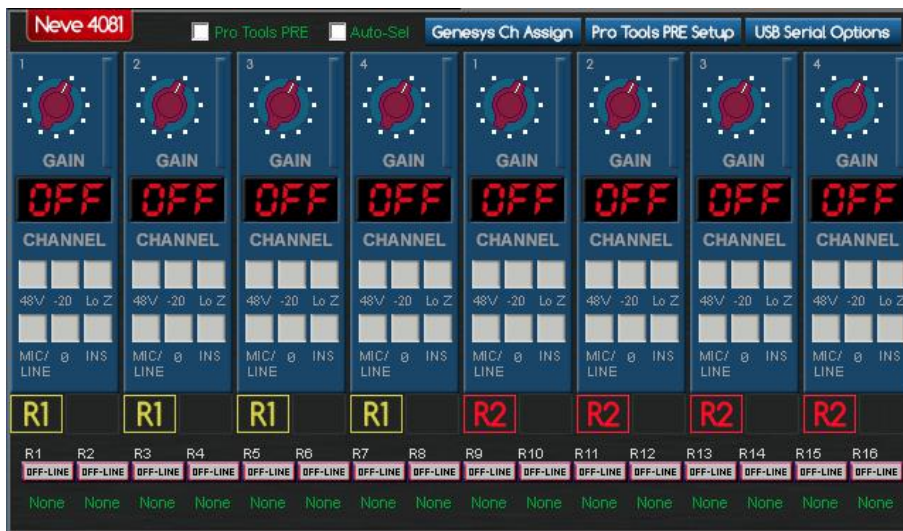 Neve 4081 Pro Tools PRE Auto-Sel Genesys Ch Assign Pro Tools PRE Setup USB Serial Options
1 2 3 4 1 2 3 4
GAIN GAIN GAIN GAIN GAIN GAIN GAIN GAIN
OFF OFF OFF OFF OFF OFF OFF OFF
CHANNEL CHANNEL CHANNEL CHANNEL CHANNEL CHANNEL CHANNEL CHANNEL
48V -20 Lo Z 48V -20 Lo Z 48V -20 Lo Z 48V -20 Lo Z 48V -20 Lo Z 48V -20 Lo Z 48V -20 Lo Z 48V -20 Lo Z
MIC/ ø INS MIC/ ø INS MIC/ ø INS MIC/ ø INS MIC/ ø INS MIC/ ø INS MIC/ ø INS MIC/ ø INS
LINE LINE LINE LINE LINE LINE LINE LINE
R1 R1 R1 R1 R2 R2 R2 R2
R1 R2 R3 R4 R5 R6 R7 R8 R9 R10 R11 R12 R13 R14 R15 R16
OFF-LINE OFF-LINE OFF-LINE OFF-LINE OFF-LINE OFF-LINE OFF-LINE OFF-LINE OFF-LINE OFF-LINE OFF-LINE OFF-LINE OFF-LINE OFF-LINE OFF-LINE OFF-LINE
None None None None None None None None None None None None None None None None